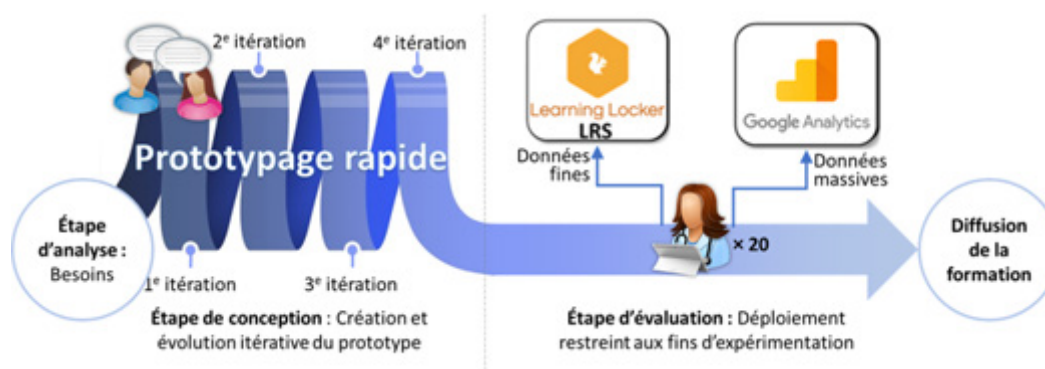 2e itération
4e itération
Prototypage rapide
Étape
d'analyse :
Besoins
1e itération
3e itération
Étape de conception : Création et
évolution itérative du prototype
Learning Locker
LRS
Google Analytics
Données
fines
Données
massives
× 20
Étape d'évaluation : Déploiement
restreint aux fins d'expérimentation
Diffusion
de la
formation